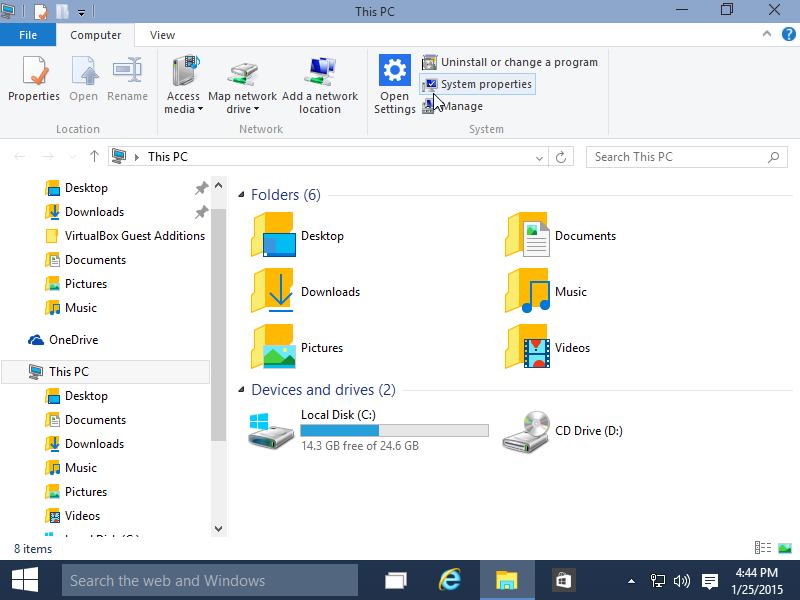 This PC
File
Computer
View
Properties
Open
Rename
Access media
Map network drive
Add a network location
Open Settings
Uninstall or change a program
System properties
Manage
Location
Network
System
This PC
Search This PC
Desktop
Downloads
VirtualBox Guest Additions
Documents
Pictures
Music
OneDrive
This PC
Desktop
Documents
Downloads
Music
Pictures
Videos
Folders (6)
Desktop
Documents
Downloads
Music
Pictures
Videos
Devices and drives (2)
Local Disk (C:)
14.3 GB free of 24.6 GB
CD Drive (D:)
8 items
Search the web and Windows
4:44 PM
1/25/2015